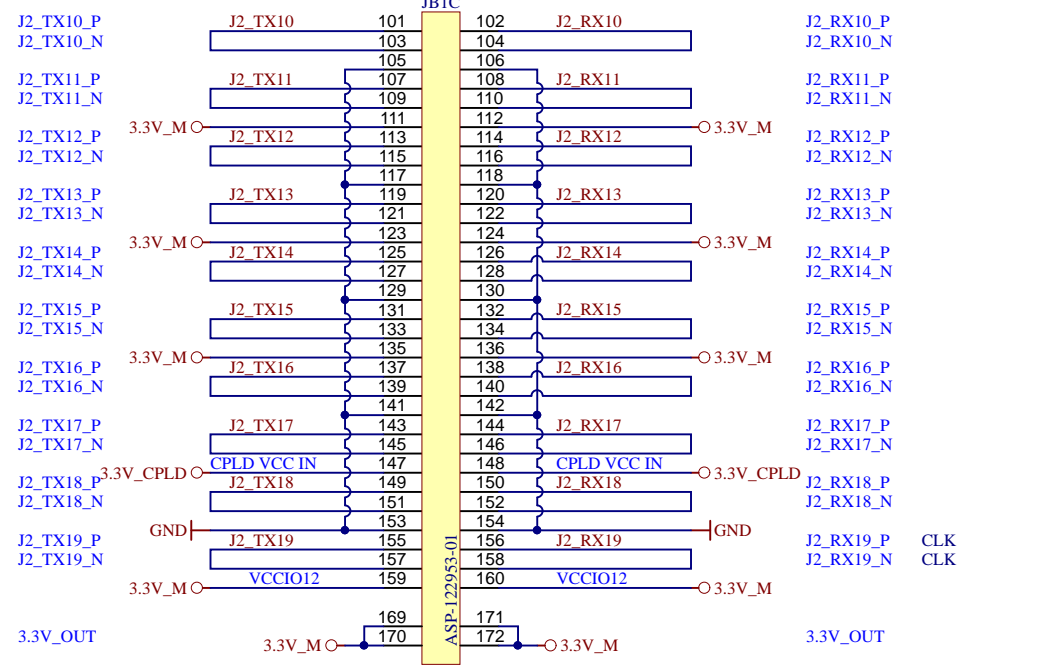 JB1C
J2_TX10_P J2_TX10 101 102 J2_RX10 J2_RX10_P
J2_TX10_N 103 104 J2_RX10_N
105 106
J2_TX11_P J2_TX11 107 108 J2_RX11 J2_RX11_P
J2_TX11_N 109 110 J2_RX11_N
3.3V_M 111 112 3.3V_M
J2_TX12_P J2_TX12 113 114 J2_RX12 J2_RX12_P
J2_TX12_N 115 116 J2_RX12_N
117 118
J2_TX13_P J2_TX13 119 120 J2_RX13 J2_RX13_P
J2_TX13_N 121 122 J2_RX13_N
3.3V_M 123 124 3.3V_M
J2_TX14_P J2_TX14 125 126 J2_RX14 J2_RX14_P
J2_TX14_N 127 128 J2_RX14_N
129 130
J2_TX15_P J2_TX15 131 132 J2_RX15 J2_RX15_P
J2_TX15_N 133 134 J2_RX15_N
3.3V_M 135 136 3.3V_M
J2_TX16_P J2_TX16 137 138 J2_RX16 J2_RX16_P
J2_TX16_N 139 140 J2_RX16_N
141 142
J2_TX17_P J2_TX17 143 144 J2_RX17 J2_RX17_P
J2_TX17_N 145 146 J2_RX17_N
3.3V_CPLD CPLD VCC IN 147 148 CPLD VCC IN 3.3V_CPLD
J2_TX18_P J2_TX18 149 150 J2_RX18 J2_RX18_P
J2_TX18_N 151 152 J2_RX18_N
GND 153 154 GND
J2_TX19_P J2_TX19 155 156 J2_RX19 J2_RX19_P CLK
J2_TX19_N 157 158 J2_RX19_N CLK
3.3V_M VCCIO12 159 160 VCCIO12 3.3V_M
ASP-122953-01
169 171
3.3V_OUT 3.3V_M 170 172 3.3V_M 3.3V_OUT